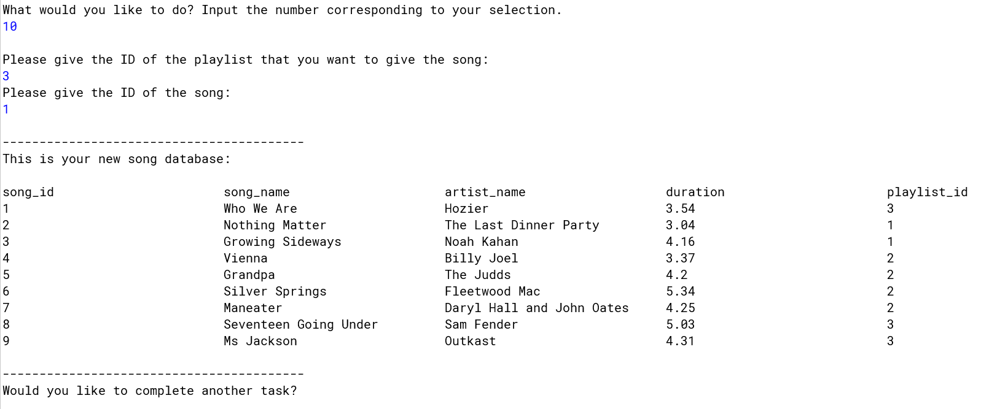 What would you like to do? Input the number corresponding to your selection.
10
Please give the ID of the playlist that you want to give the song:
3
Please give the ID of the song:
1
-----------------------------------------
This is your new song database:
song_id song_name artist_name duration playlist_id
1 Who We Are Hozier 3.54 3
2 Nothing Matter The Last Dinner Party 3.04 1
3 Growing Sideways Noah Kahan 4.16 1
4 Vienna Billy Joel 3.37 2
5 Grandpa The Judds 4.2 2
6 Silver Springs Fleetwood Mac 5.34 2
7 Maneater Daryl Hall and John Oates 4.25 2
8 Seventeen Going Under Sam Fender 5.03 3
9 Ms Jackson Outkast 4.31 3
-----------------------------------------
Would you like to complete another task?